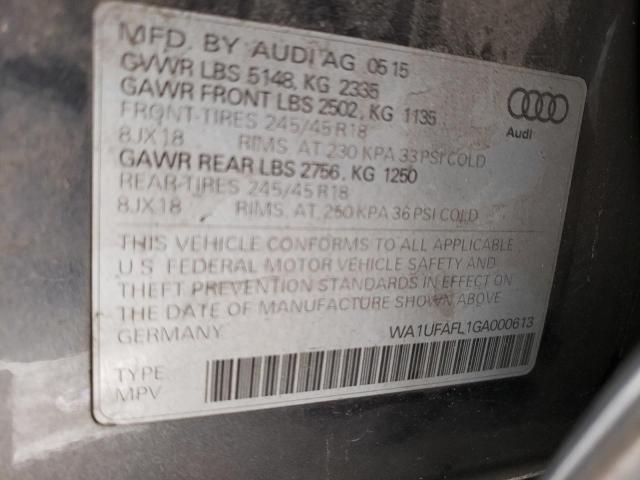 MFD. BY AUDI AG 05 15
GVWR LBS 5148, KG 2335
GAWR FRONT LBS 2502, KG 1135
FRONT-TIRES 245/45 R18
8JX18 RIMS, AT 230 KPA 33 PSI COLD
GAWR REAR LBS 2756, KG 1250
REAR-TIRES 245/45 R18
8JX18 RIMS, AT 250 KPA 36 PSI COLD
Audi
THIS VEHICLE CONFORMS TO ALL APPLICABLE
U.S. FEDERAL MOTOR VEHICLE SAFETY AND
THEFT PREVENTION STANDARDS IN EFFECT ON
THE DATE OF MANUFACTURE SHOWN ABOVE
GERMANY WA1UFAFL1GA000613
TYPE:
MPV